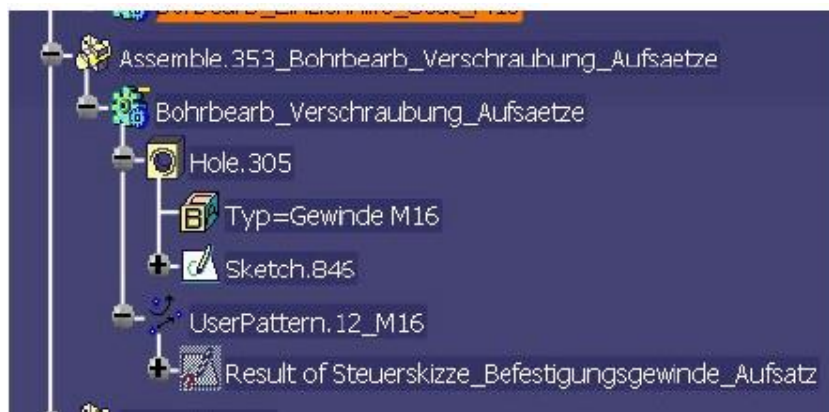 Assemble.353_Bohrbearb_Verschraubung_Aufsaetze
Bohrbearb_Verschraubung_Aufsaetze
Hole.305
Typ=Gewinde M16
Sketch.846
UserPattern.12_M16
Result of Steuerskizze_Befestigungsgewinde_Aufsatz